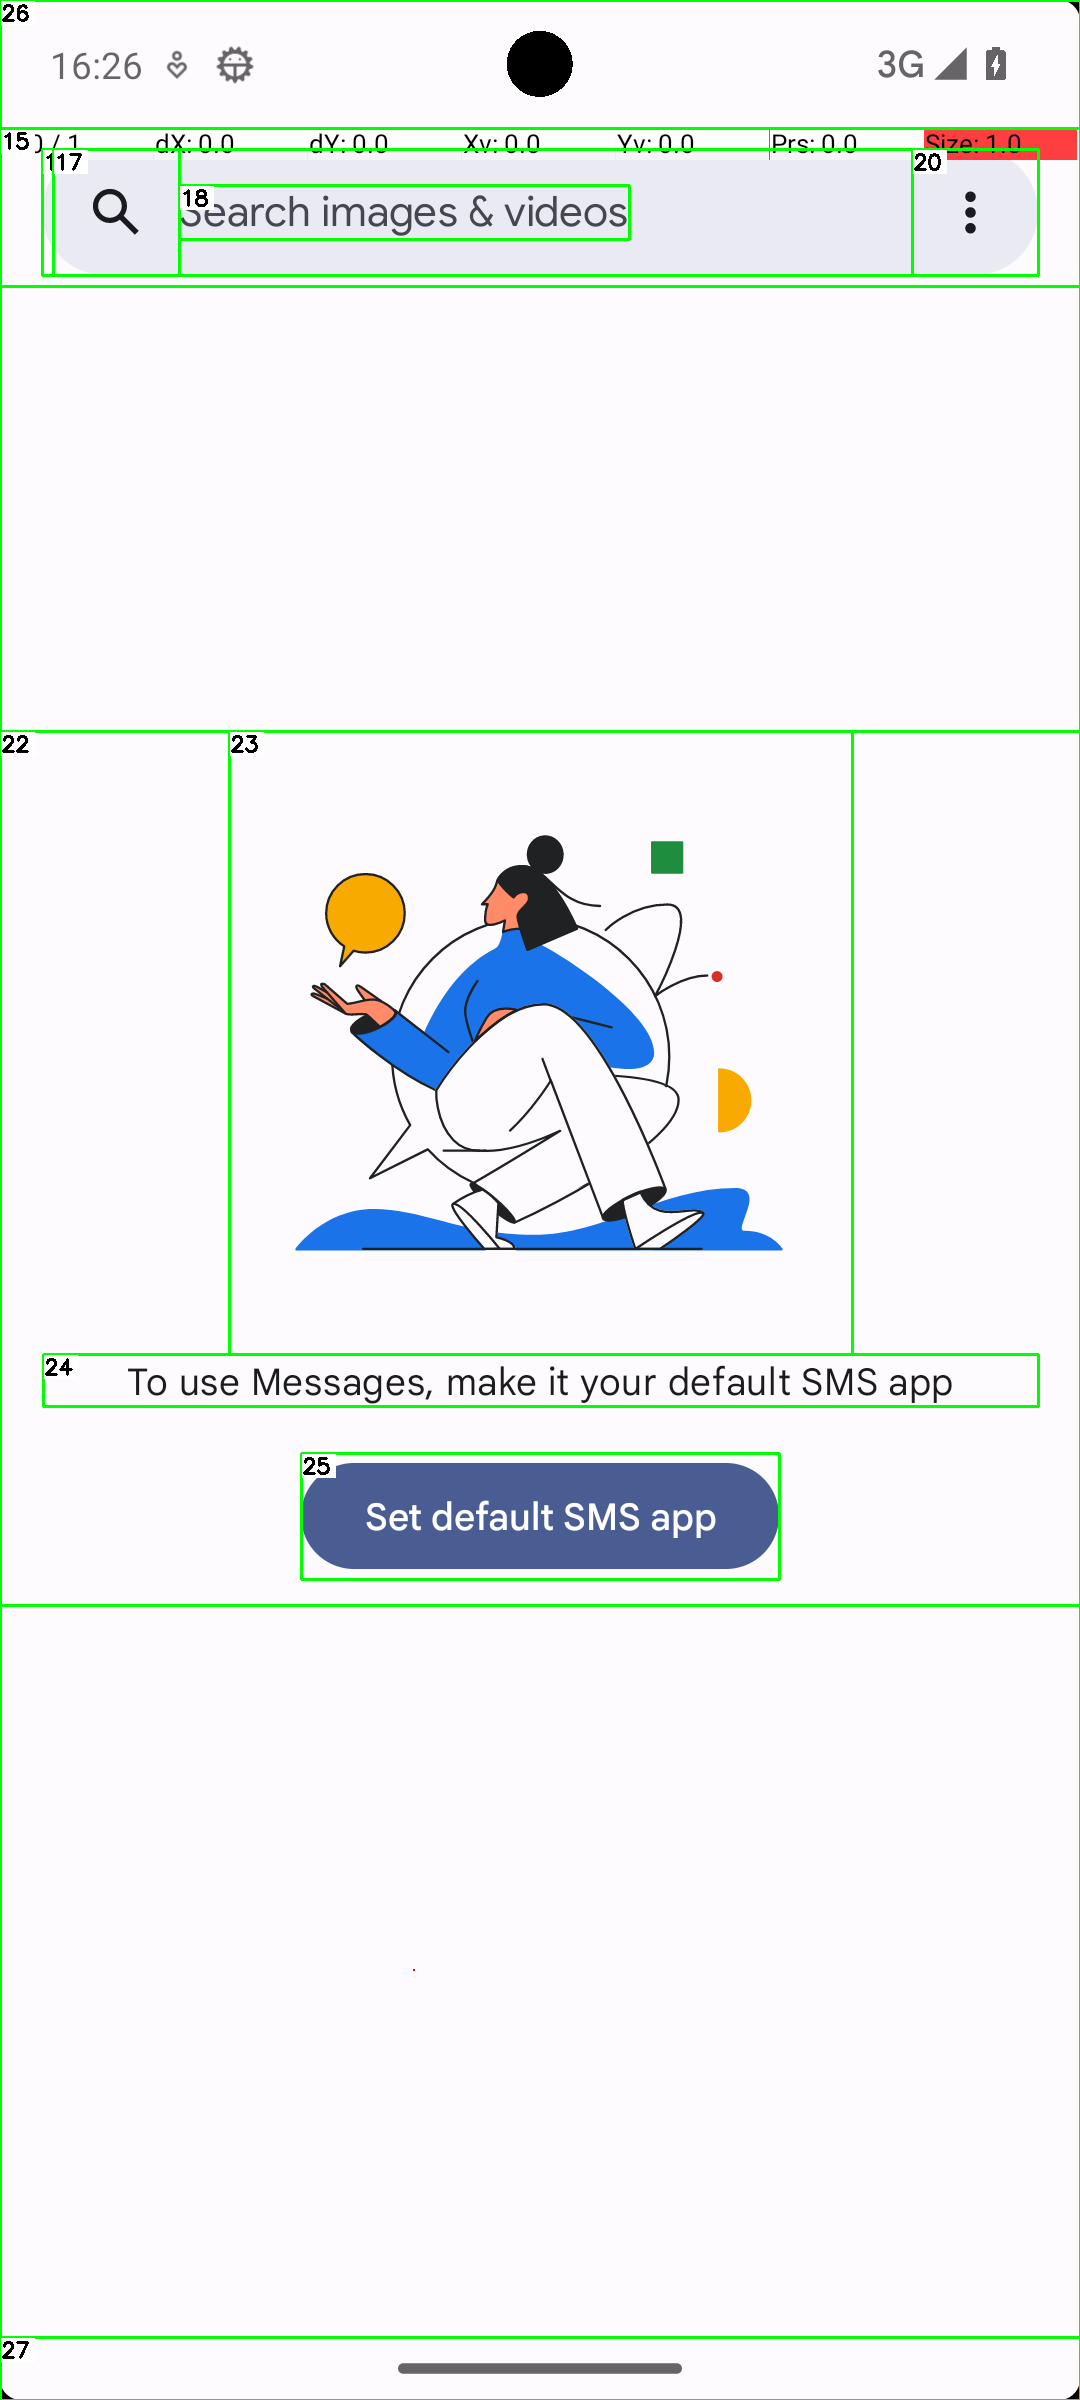 26
16:26
3G
15
0 / 1 dX: 0.0 dY: 0.0 Xv: 0.0 Yv: 0.0 Prs: 0.0 Size: 1.0
117
18
20
Search images & videos
22
23
24
To use Messages, make it your default SMS app
25
Set default SMS app
27